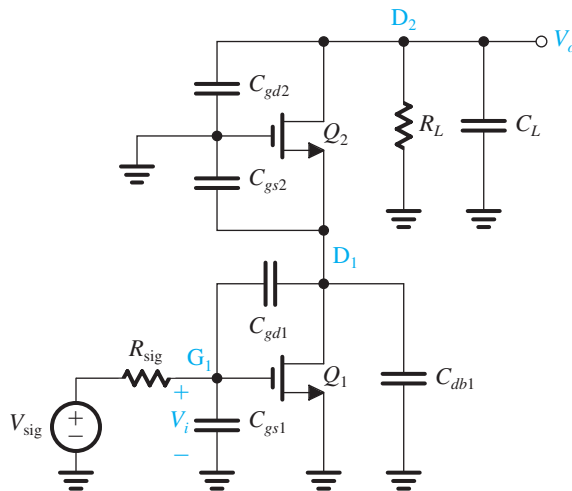 D2
Vo
Cgd2
Q2
RL
CL
Cgs2
D1
Cgd1
Rsig
G1
Q1
Cdb1
+
Vi
−
Cgs1
Vsig
+
−